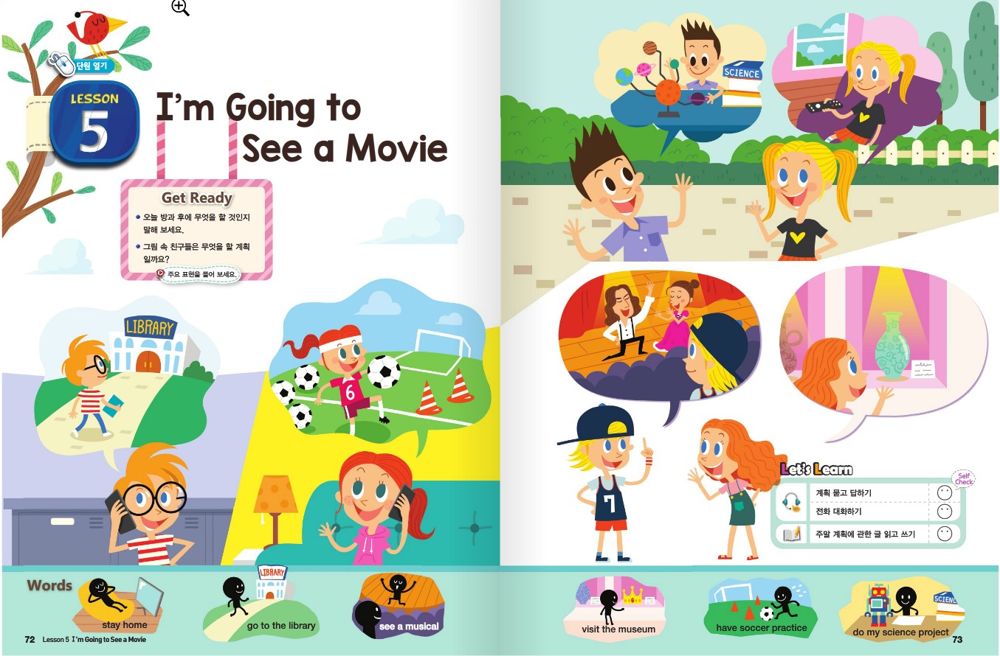 단원 열기
LESSON
5
I'm Going to
See a Movie
Get Ready
오늘 방과 후에 무엇을 할 것인지
말해 보세요.
그림 속 친구들은 무엇을 할 계획
일까요?
주요 표현을 들어 보세요.
LIBRARY
6
SCIENCE
7
Let's Learn
Self
Check
계획 묻고 답하기
전화 대화하기
주말 계획에 관한 글 읽고 쓰기
Words
stay home
LIBRARY
go to the library
see a musical
visit the museum
have soccer practice
SCIENC
do my science project
72 Lesson 5 I'm Going to See a Movie
73